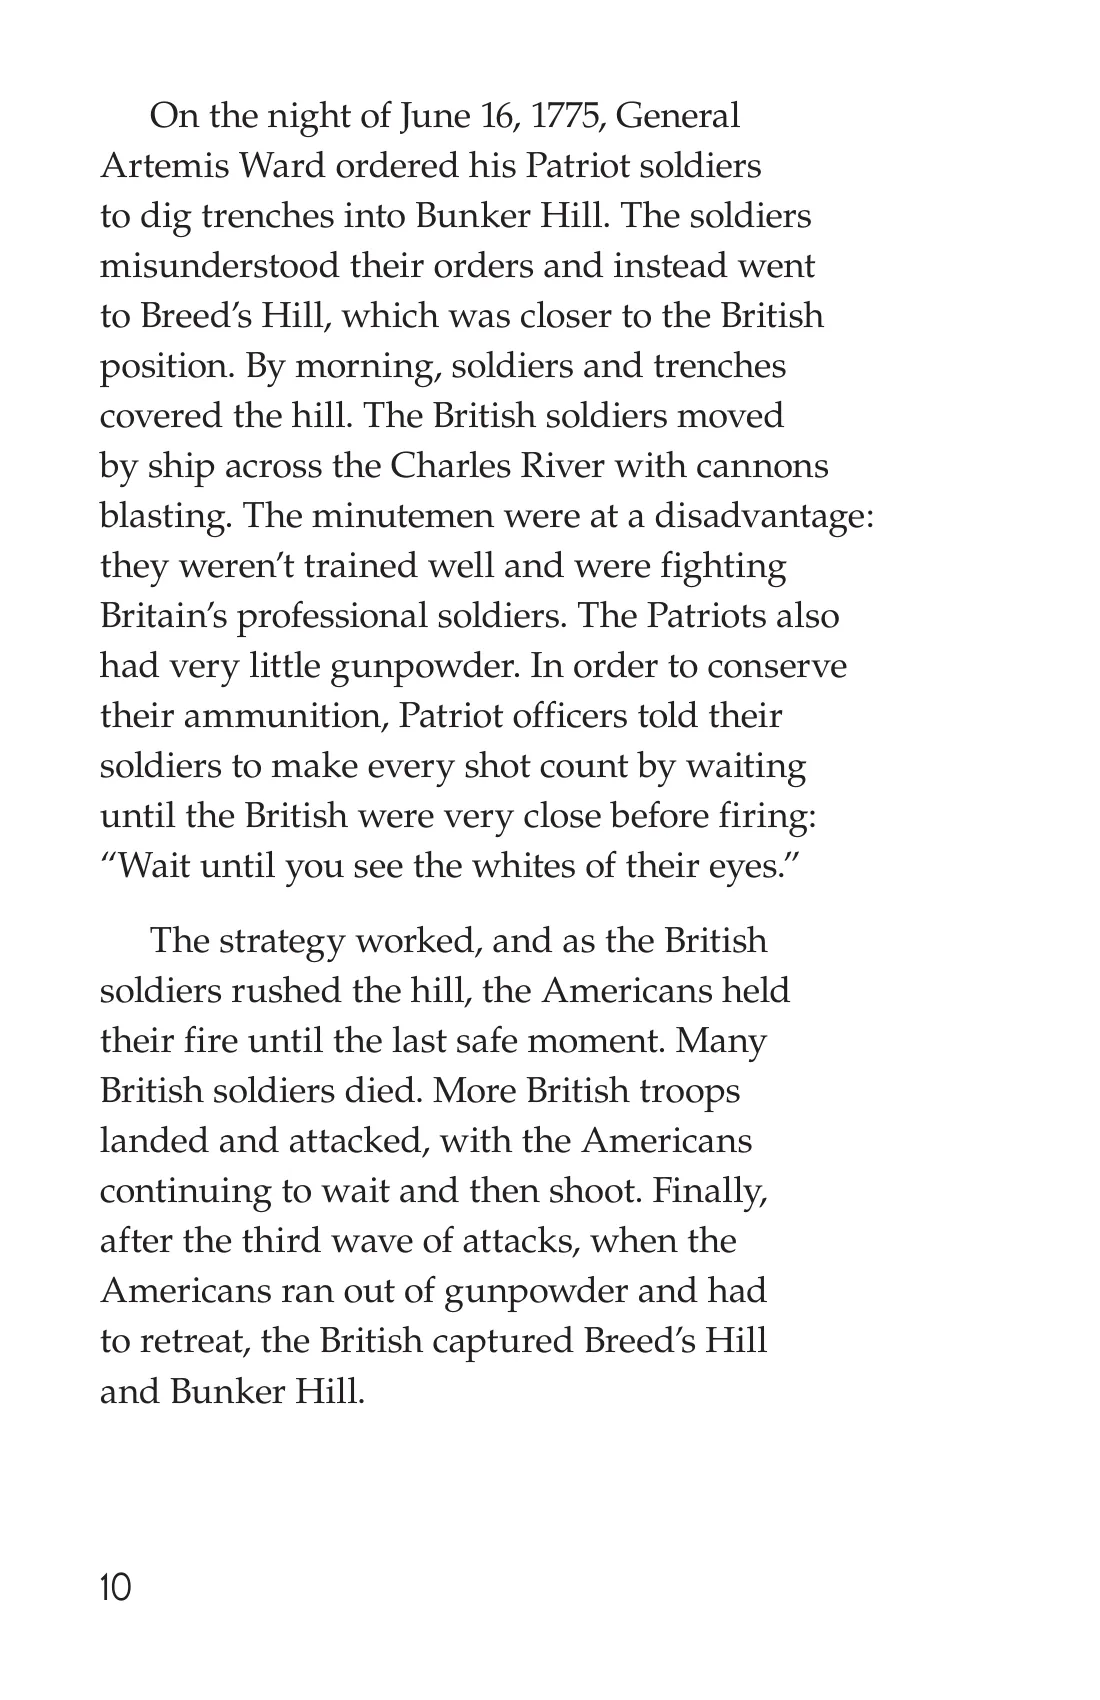 On the night of June 16, 1775, General
Artemis Ward ordered his Patriot soldiers
to dig trenches into Bunker Hill. The soldiers
misunderstood their orders and instead went
to Breed’s Hill, which was closer to the British
position. By morning, soldiers and trenches
covered the hill. The British soldiers moved
by ship across the Charles River with cannons
blasting. The minutemen were at a disadvantage:
they weren’t trained well and were fighting
Britain’s professional soldiers. The Patriots also
had very little gunpowder. In order to conserve
their ammunition, Patriot officers told their
soldiers to make every shot count by waiting
until the British were very close before firing:
“Wait until you see the whites of their eyes.”
The strategy worked, and as the British
soldiers rushed the hill, the Americans held
their fire until the last safe moment. Many
British soldiers died. More British troops
landed and attacked, with the Americans
continuing to wait and then shoot. Finally,
after the third wave of attacks, when the
Americans ran out of gunpowder and had
to retreat, the British captured Breed’s Hill
and Bunker Hill.
10